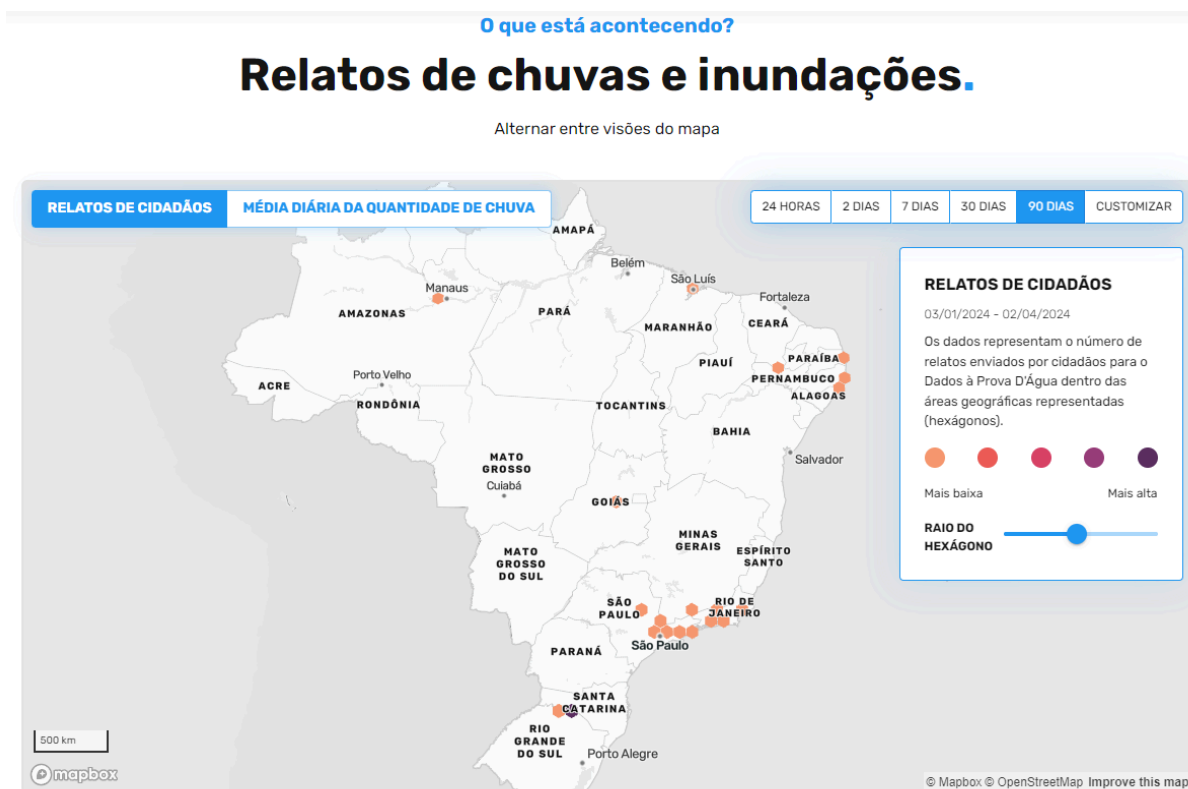 O que está acontecendo?
Relatos de chuvas e inundações.
Alternar entre visões do mapa
RELATOS DE CIDADÃOS
MÉDIA DIÁRIA DA QUANTIDADE DE CHUVA
24 HORAS
2 DIAS
7 DIAS
30 DIAS
90 DIAS
CUSTOMIZAR
AMAPÁ
Belém
São Luís
Manaus
Fortaleza
AMAZONAS
PARÁ
MARANHÃO
CEARÁ
PARAÍBA
PIAUÍ
Porto Velho
PERNAMBUCO
ACRE
ALAGOAS
RONDÔNIA
TOCANTINS
BAHIA
MATO
GROSSO
Salvador
Cuiabá
GOIÁS
MINAS
GERAIS
ESPÍRITO
SANTO
MATO
GROSSO
DO SUL
SÃO
PAULO
RIO DE
JANEIRO
São Paulo
PARANÁ
SANTA
CATARINA
RIO
GRANDE
DO SUL
Porto Alegre
RELATOS DE CIDADÃOS
03/01/2024 - 02/04/2024
Os dados representam o número de
relatos enviados por cidadãos para o
Dados à Prova D'Água dentro das
áreas geográficas representadas
(hexágonos).
Mais baixa
Mais alta
RAIO DO
HEXÁGONO
500 km
mapbox
© Mapbox © OpenStreetMap Improve this map